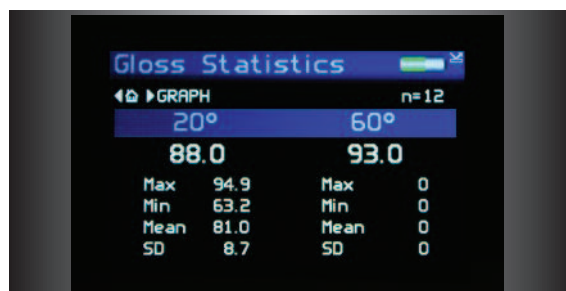 Gloss Statistics
GRAPH n=12
20° 60°
88.0 93.0
Max 94.9 Max 0
Min 63.2 Min 0
Mean 81.0 Mean 0
SD 8.7 SD 0